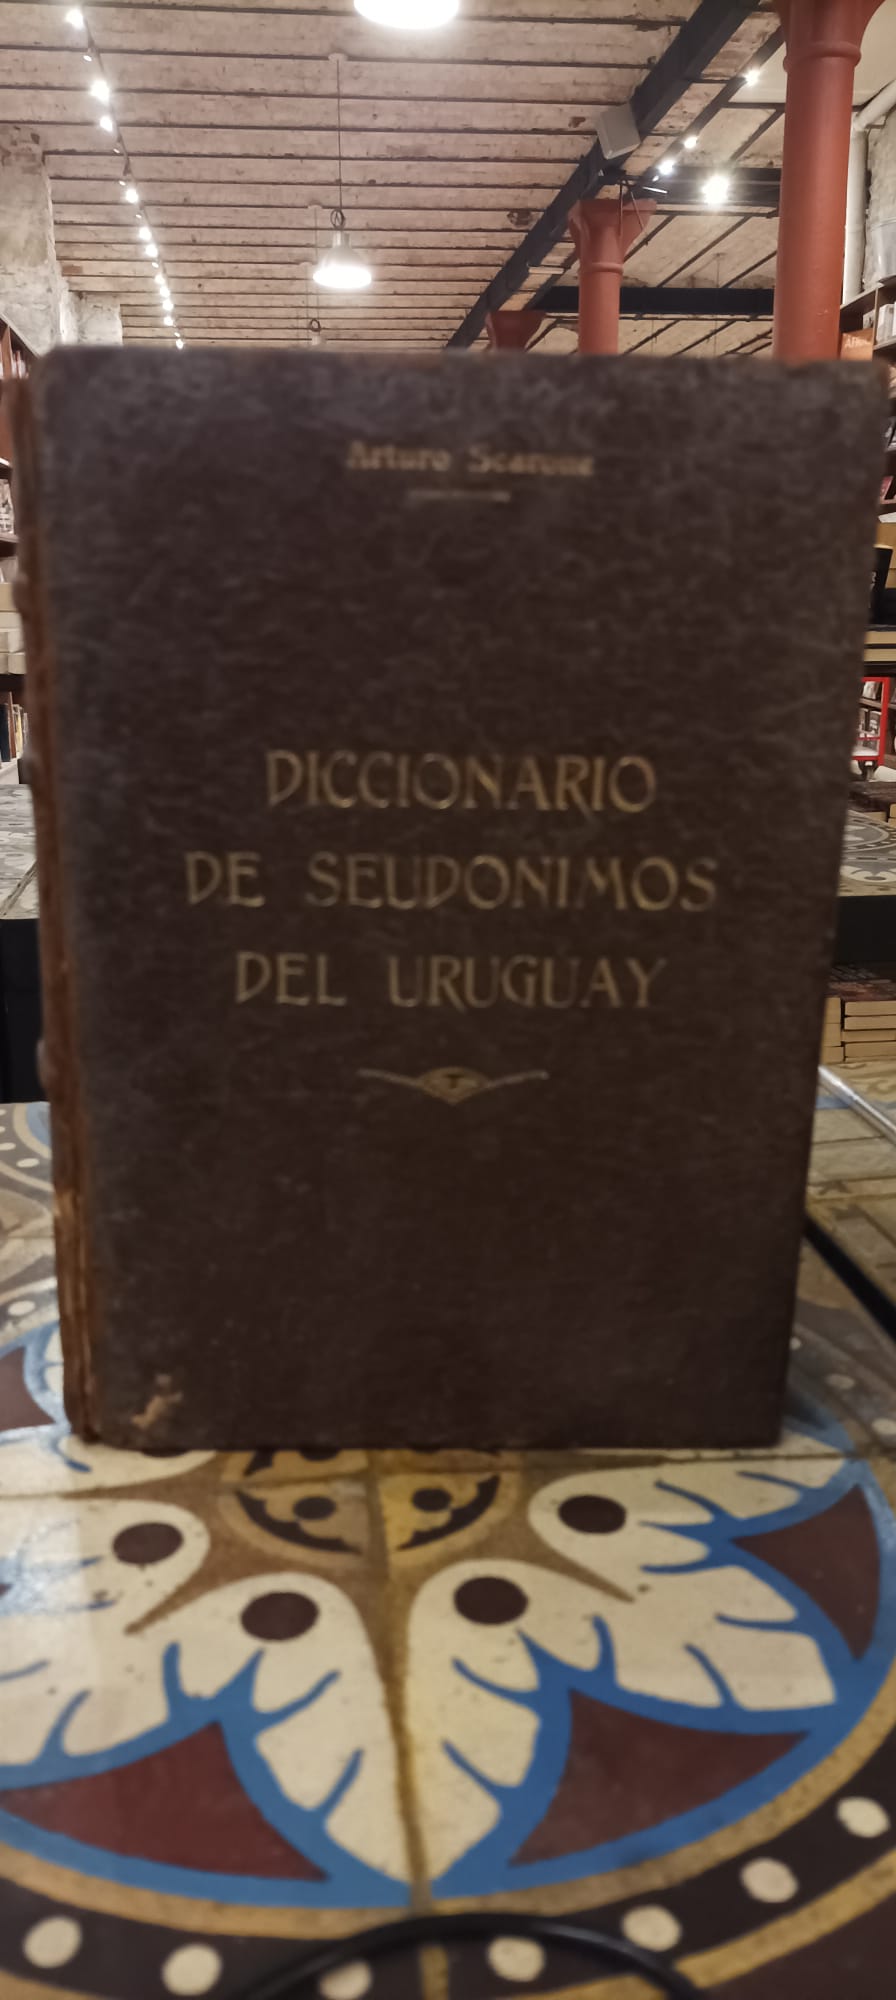 Arturo Scarone
DICCIONARIO
DE SEUDONIMOS
DEL URUGUAY